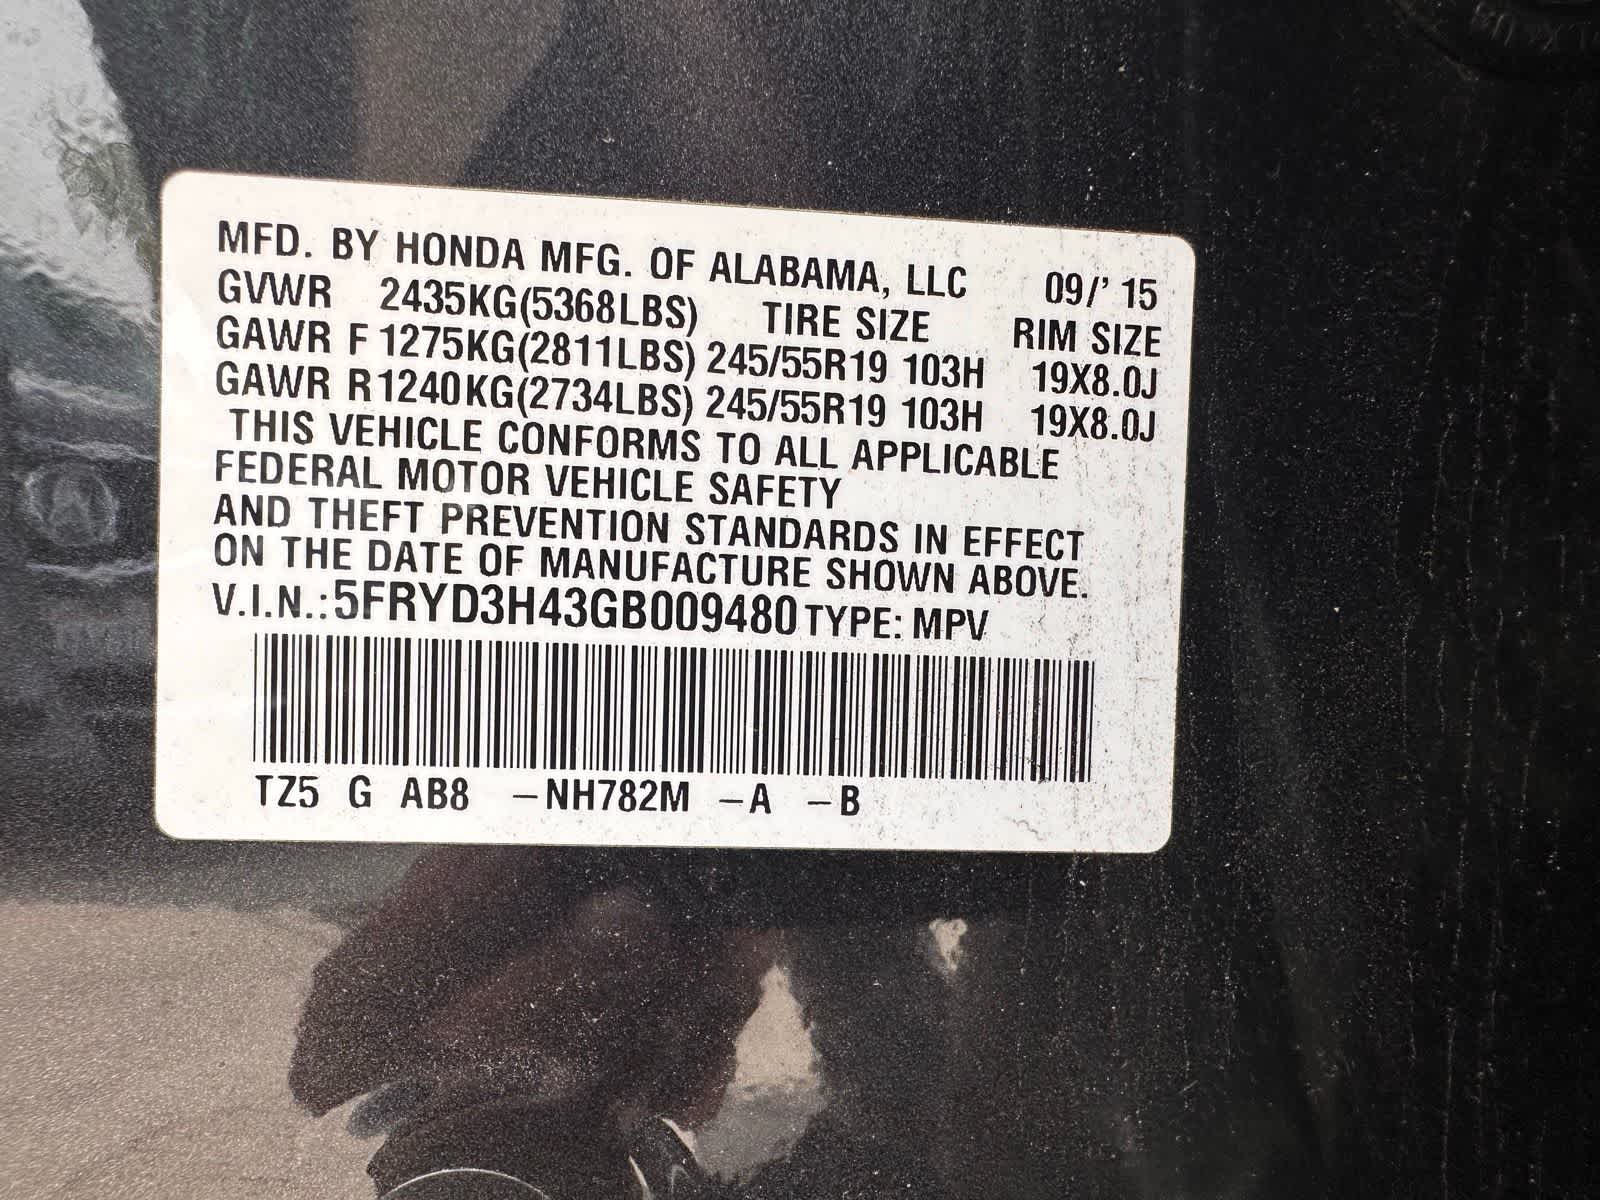 MFD. BY HONDA MFG. OF ALABAMA, LLC 09/' 15
GVWR 2435KG(5368LBS) TIRE SIZE RIM SIZE
GAWR F 1275KG(2811LBS) 245/55R19 103H 19X8.0J
GAWR R 1240KG(2734LBS) 245/55R19 103H 19X8.0J
THIS VEHICLE CONFORMS TO ALL APPLICABLE
FEDERAL MOTOR VEHICLE SAFETY
AND THEFT PREVENTION STANDARDS IN EFFECT
ON THE DATE OF MANUFACTURE SHOWN ABOVE.
V.I.N.: 5FRYD3H43GB009480 TYPE: MPV
TZ5 G AB8 –NH782M –A –B